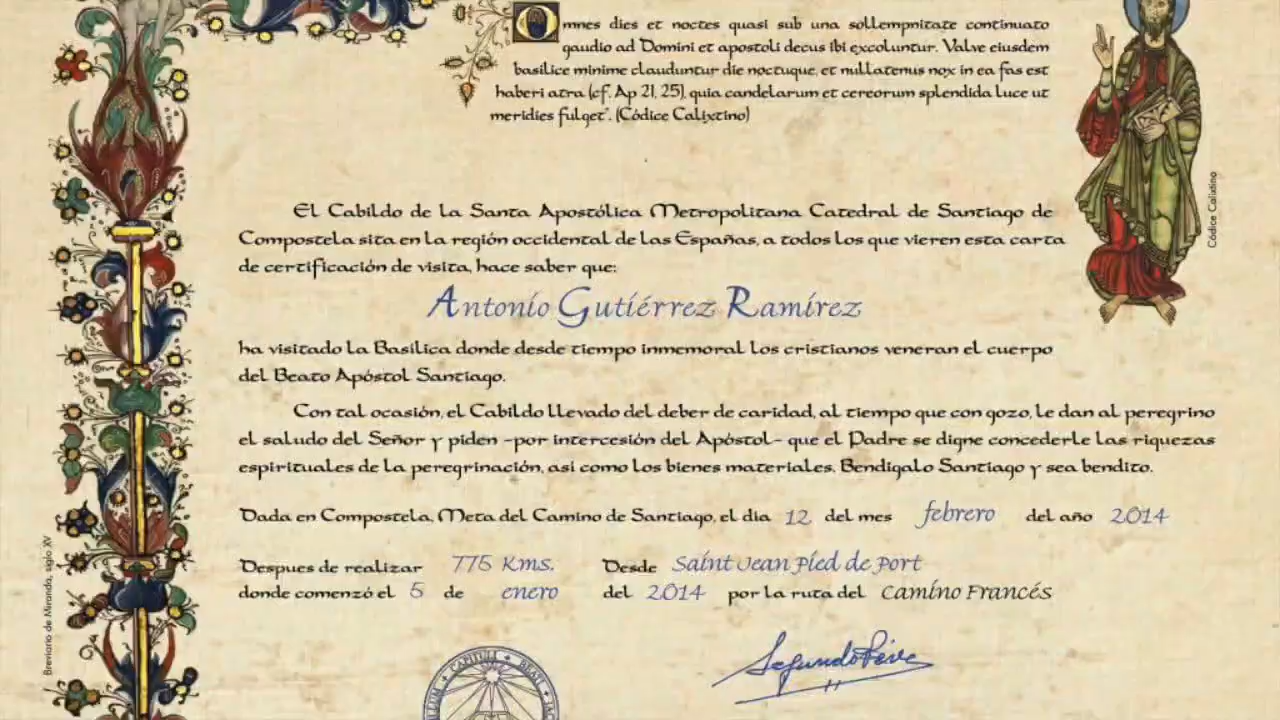 Omnes dies et noctes quasi sub una sollempnitate continuato
gaudio ad Domini et apostoli decus ibi excoluntur. Valve eiusdem
basilice minime clauduntur die noctuque, et nullatenus nox in ea fas est
haberi atra (cf. Ap 21, 25), quia candelarum et cereorum splendida luce ut
meridies fulget". (Códice Calixtino)
Códice Calixtino
El Cabildo de la Santa Apostólica Metropolitana Catedral de Santiago de
Compostela sita en la región occidental de las Españas, a todos los que vieren esta carta
de certificación de visita, hace saber que:
Antonio Gutiérrez Ramírez
ha visitado la Basílica donde desde tiempo inmemoral los cristianos veneran el cuerpo
del Beato Apóstol Santiago.
Con tal ocasión, el Cabildo llevado del deber de caridad, al tiempo que con gozo, le dan al peregrino
el saludo del Señor y piden -por intercesión del Apóstol- que el Padre se digne concederle las riquezas
espirituales de la peregrinación, asi como los bienes materiales. Bendigalo Santiago y sea bendito.
Dada en Compostela, Meta del Camino de Santiago, el dia 12 del mes febrero del año 2014
Despues de realizar 775 Kms. Desde Saint Jean Pied de Port
donde comenzó el 5 de enero del 2014 por la ruta del Camino Francés
Breviario de Miranda, siglo XV
Segundo Pérez
CAPITULI BEATI